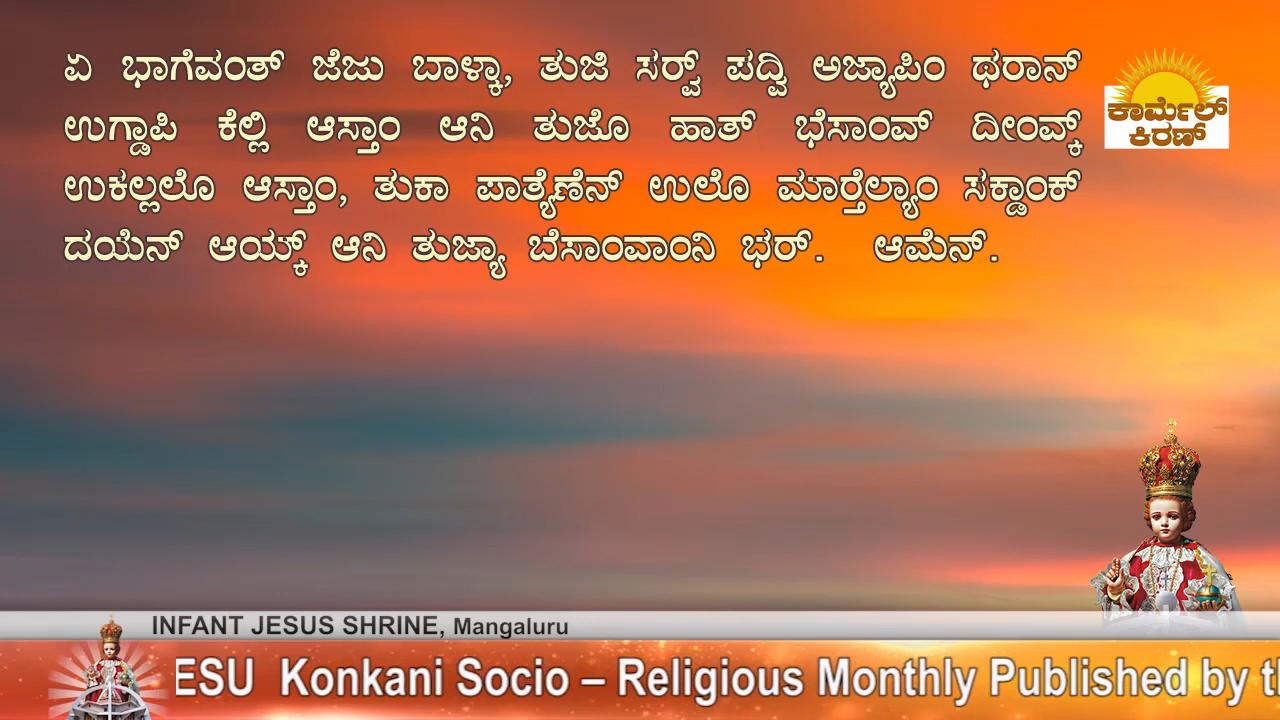 ಏ ಭಾಗೆವಂತ್ ಜೆಜು ಬಾಳ್ಕಾ, ತುಜಿ ಸರ್ವ್ ಪದ್ವಿ ಅಜ್ಯಾಪಿಂ ಥರಾನ್
ಉಗ್ಡಾಪಿ ಕೆಲ್ಲಿ ಆಸ್ತಾಂ ಆನಿ ತುಜೊ ಹಾತ್ ಭೆಸಾಂವ್ ದೀಂವ್ಕ್
ಉಕಲ್ಲಲೊ ಆಸ್ತಾಂ, ತುಕಾ ಪಾತ್ಯೆಣೆನ್ ಉಲೊ ಮಾರ್‍ತೆಲ್ಯಾಂ ಸಕ್ಡಾಂಕ್
ದಯೆನ್ ಆಯ್ಕ್ ಆನಿ ತುಜ್ಯಾ ಬೆಸಾಂವಾಂನಿ ಭರ್. ಆಮೆನ್.
ಕಾರ್ಮೆಲ್
ಕಿರಣ್
INFANT JESUS SHRINE, Mangaluru
ESU Konkani Socio – Religious Monthly Published by